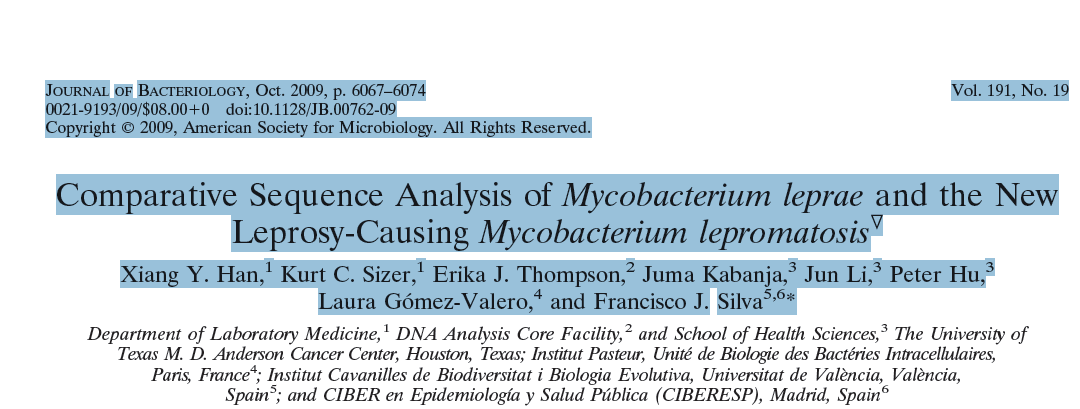 JOURNAL OF BACTERIOLOGY, Oct. 2009, p. 6067–6074 Vol. 191, No. 19
0021-9193/09/$08.00+0 doi:10.1128/JB.00762-09
Copyright © 2009, American Society for Microbiology. All Rights Reserved.
Comparative Sequence Analysis of Mycobacterium leprae and the New
Leprosy-Causing Mycobacterium lepromatosis∇
Xiang Y. Han,1 Kurt C. Sizer,1 Erika J. Thompson,2 Juma Kabanja,3 Jun Li,3 Peter Hu,3
Laura Gómez-Valero,4 and Francisco J. Silva5,6*
Department of Laboratory Medicine,1 DNA Analysis Core Facility,2 and School of Health Sciences,3 The University of
Texas M. D. Anderson Cancer Center, Houston, Texas; Institut Pasteur, Unité de Biologie des Bactéries Intracellulaires,
Paris, France4; Institut Cavanilles de Biodiversitat i Biologia Evolutiva, Universitat de València, València,
Spain5; and CIBER en Epidemiología y Salud Pública (CIBERESP), Madrid, Spain6